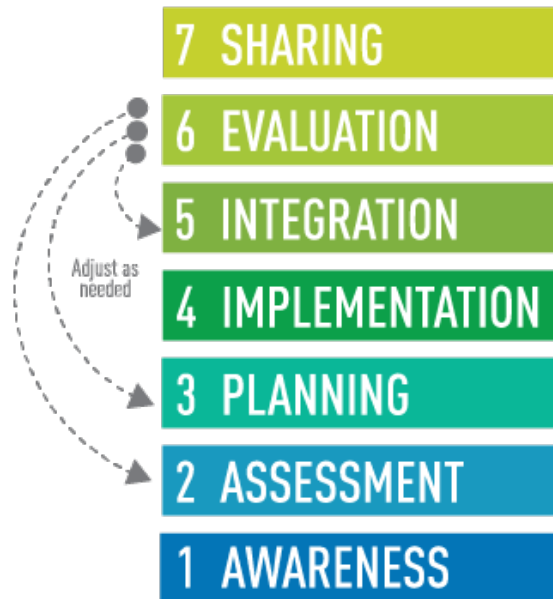 7 SHARING
6 EVALUATION
5 INTEGRATION
Adjust as
needed
4 IMPLEMENTATION
3 PLANNING
2 ASSESSMENT
1 AWARENESS